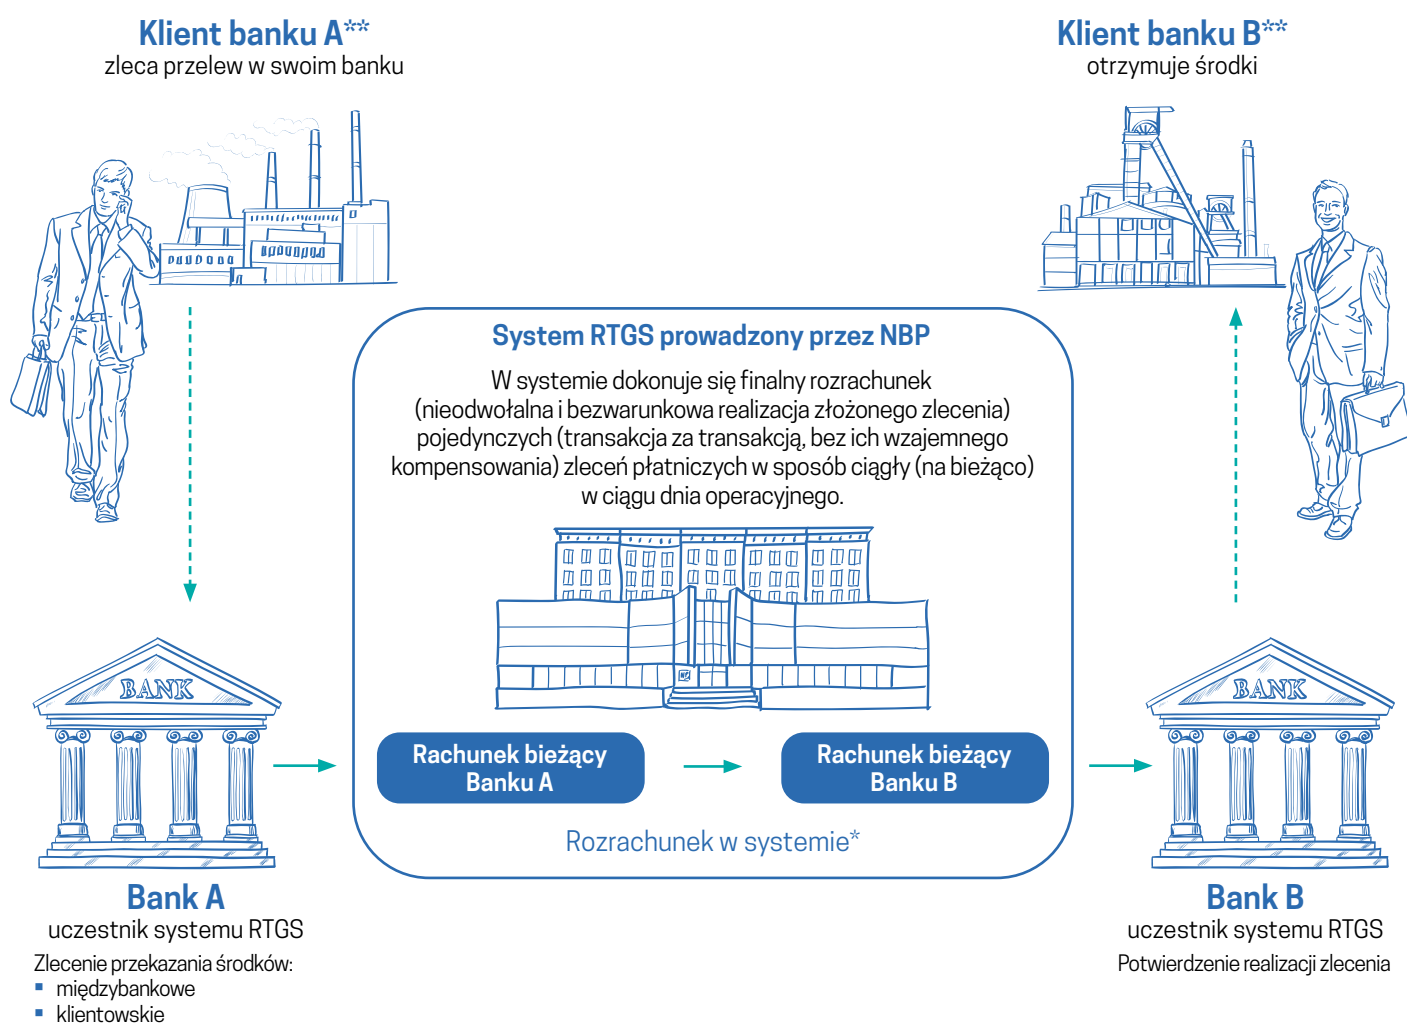 Klient banku A**
zleca przelew w swoim banku
Klient banku B**
otrzymuje środki
System RTGS prowadzony przez NBP
W systemie dokonuje się finalny rozrachunek
(nieodwołalna i bezwarunkowa realizacja złożonego zlecenia)
pojedynczych (transakcja za transakcją, bez ich wzajemnego
kompensowania) zleceń płatniczych w sposób ciągły (na bieżąco)
w ciągu dnia operacyjnego.
BANK
BANK
Rachunek bieżący
Banku A
Rachunek bieżący
Banku B
Rozrachunek w systemie*
Bank A
uczestnik systemu RTGS
Zlecenie przekazania środków:
▪ międzybankowe
▪ klientowskie
Bank B
uczestnik systemu RTGS
Potwierdzenie realizacji zlecenia